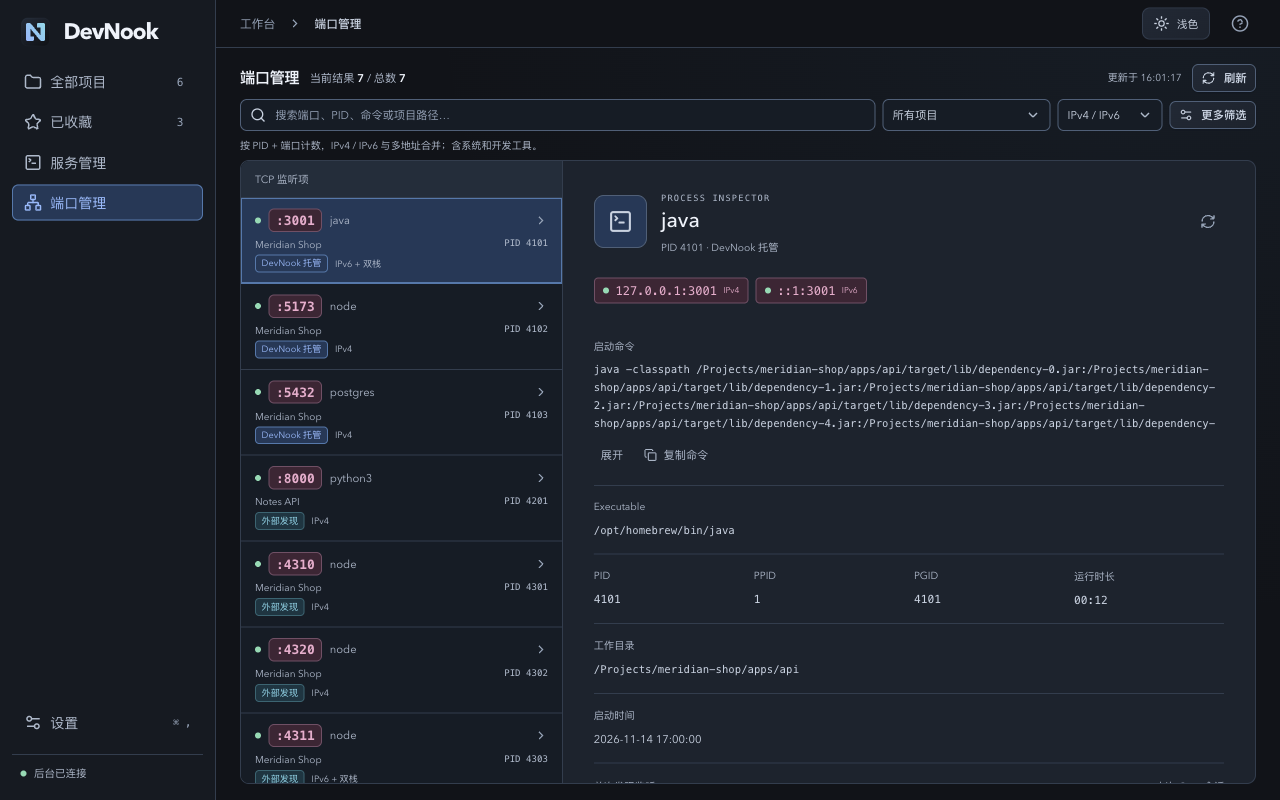 DevNook
全部项目 6
已收藏 3
服务管理
端口管理
设置 ⌘ ,
后台已连接
工作台 > 端口管理
浅色
端口管理 当前结果 7 / 总数 7
更新于 16:01:17
刷新
搜索端口、PID、命令或项目路径…
所有项目
IPv4 / IPv6
更多筛选
按 PID + 端口计数，IPv4 / IPv6 与多地址合并；含系统和开发工具。
TCP 监听项
:3001 java
Meridian Shop PID 4101
DevNook 托管 IPv6 + 双栈
:5173 node
Meridian Shop PID 4102
DevNook 托管 IPv4
:5432 postgres
Meridian Shop PID 4103
DevNook 托管 IPv4
:8000 python3
Notes API PID 4201
外部发现 IPv4
:4310 node
Meridian Shop PID 4301
外部发现 IPv4
:4320 node
Meridian Shop PID 4302
外部发现 IPv4
:4311 node
Meridian Shop PID 4303
外部发现 IPv6 + 双栈
PROCESS INSPECTOR
java
PID 4101 · DevNook 托管
127.0.0.1:3001 IPv4
::1:3001 IPv6
启动命令
java -classpath /Projects/meridian-shop/apps/api/target/lib/dependency-0.jar:/Projects/meridian-
shop/apps/api/target/lib/dependency-1.jar:/Projects/meridian-shop/apps/api/target/lib/dependency-
2.jar:/Projects/meridian-shop/apps/api/target/lib/dependency-3.jar:/Projects/meridian-
shop/apps/api/target/lib/dependency-4.jar:/Projects/meridian-shop/apps/api/target/lib/dependency-
展开 复制命令
Executable
/opt/homebrew/bin/java
PID PPID PGID 运行时长
4101 1 4101 00:12
工作目录
/Projects/meridian-shop/apps/api
启动时间
2026-11-14 17:00:00